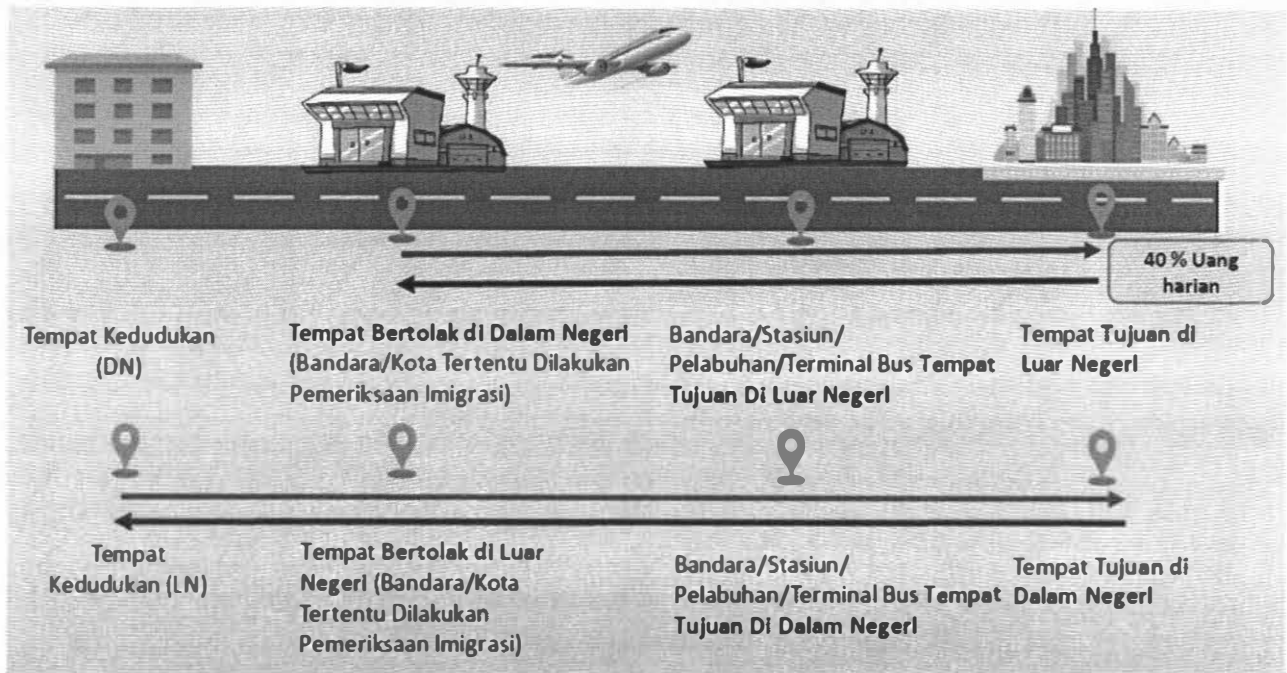 40 % Uang
harian
Tempat Kedudukan
(DN)
Tempat Bertolak di Dalam Negeri
(Bandara/Kota Tertentu Dilakukan
Pemeriksaan Imigrasi)
Bandara/Stasiun/
Pelabuhan/Terminal Bus Tempat
Tujuan Di Luar Negeri
Tempat Tujuan di
Luar Negeri
Tempat
Kedudukan (LN)
Tempat Bertolak di Luar
Negeri (Bandara/Kota
Tertentu Dilakukan
Pemeriksaan Imigrasi)
Bandara/Stasiun/
Pelabuhan/Terminal Bus Tempat
Tujuan Di Dalam Negeri
Tempat Tujuan di
Dalam Negeri